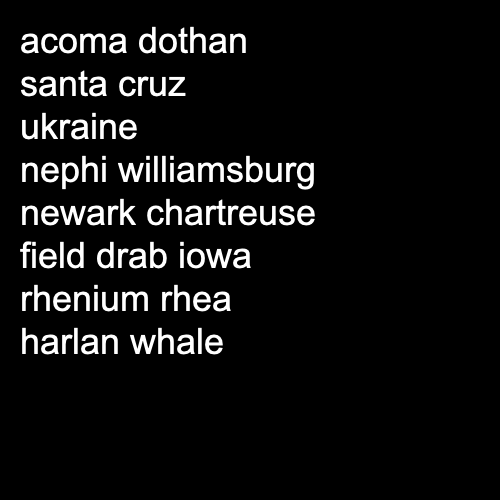 acoma dothan
santa cruz
ukraine
nephi williamsburg
newark chartreuse
field drab iowa
rhenium rhea
harlan whale